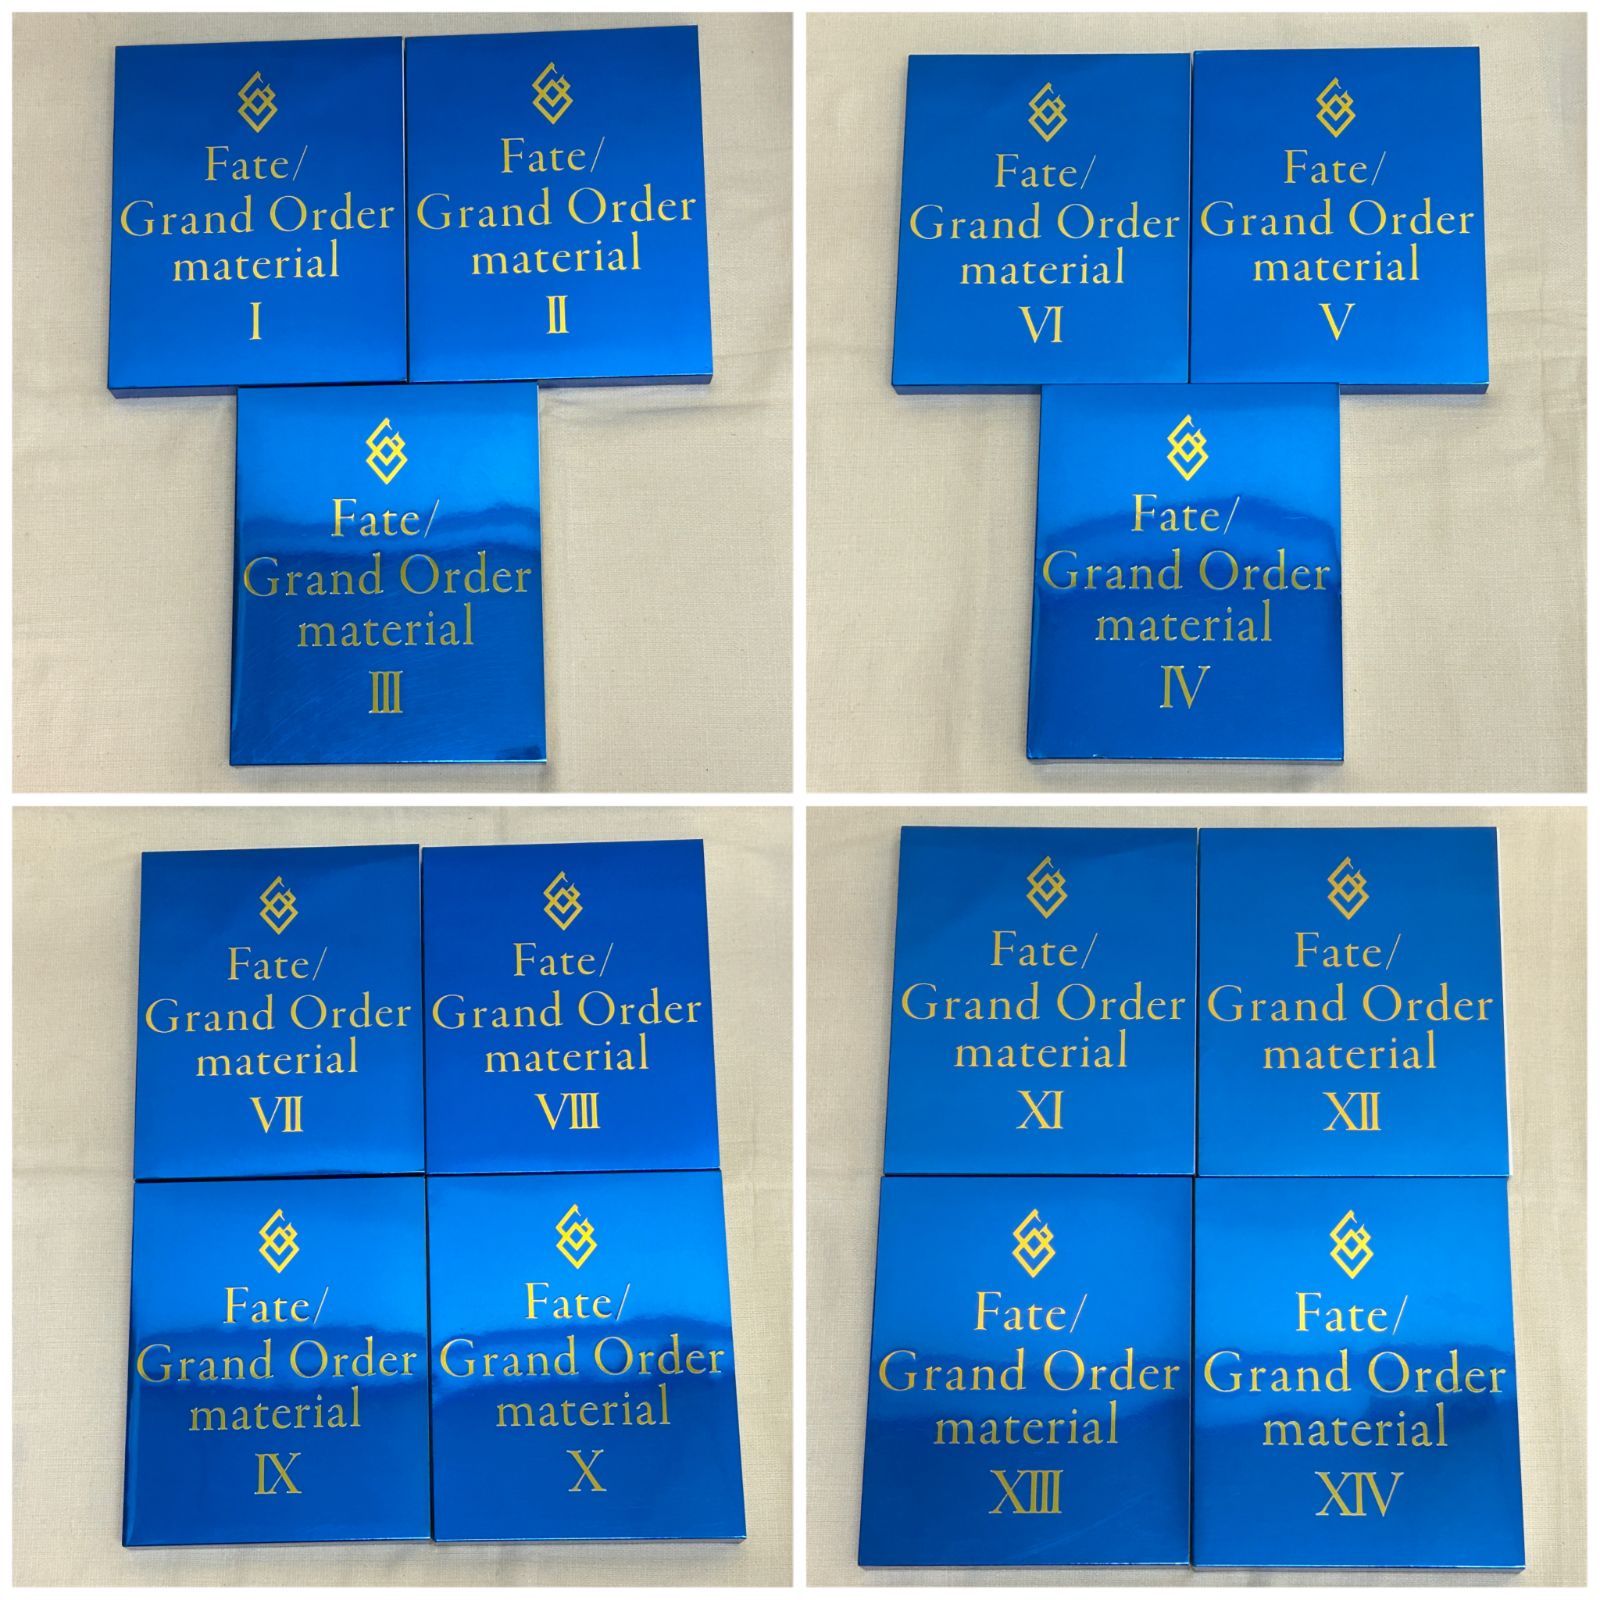 Fate/
Grand Order
material
I
Fate/
Grand Order
material
II
Fate/
Grand Order
material
III
Fate/
Grand Order
material
VI
Fate/
Grand Order
material
V
Fate/
Grand Order
material
IV
Fate/
Grand Order
material
VII
Fate/
Grand Order
material
VIII
Fate/
Grand Order
material
IX
Fate/
Grand Order
material
X
Fate/
Grand Order
material
XI
Fate/
Grand Order
material
XII
Fate/
Grand Order
material
XIII
Fate/
Grand Order
material
XIV